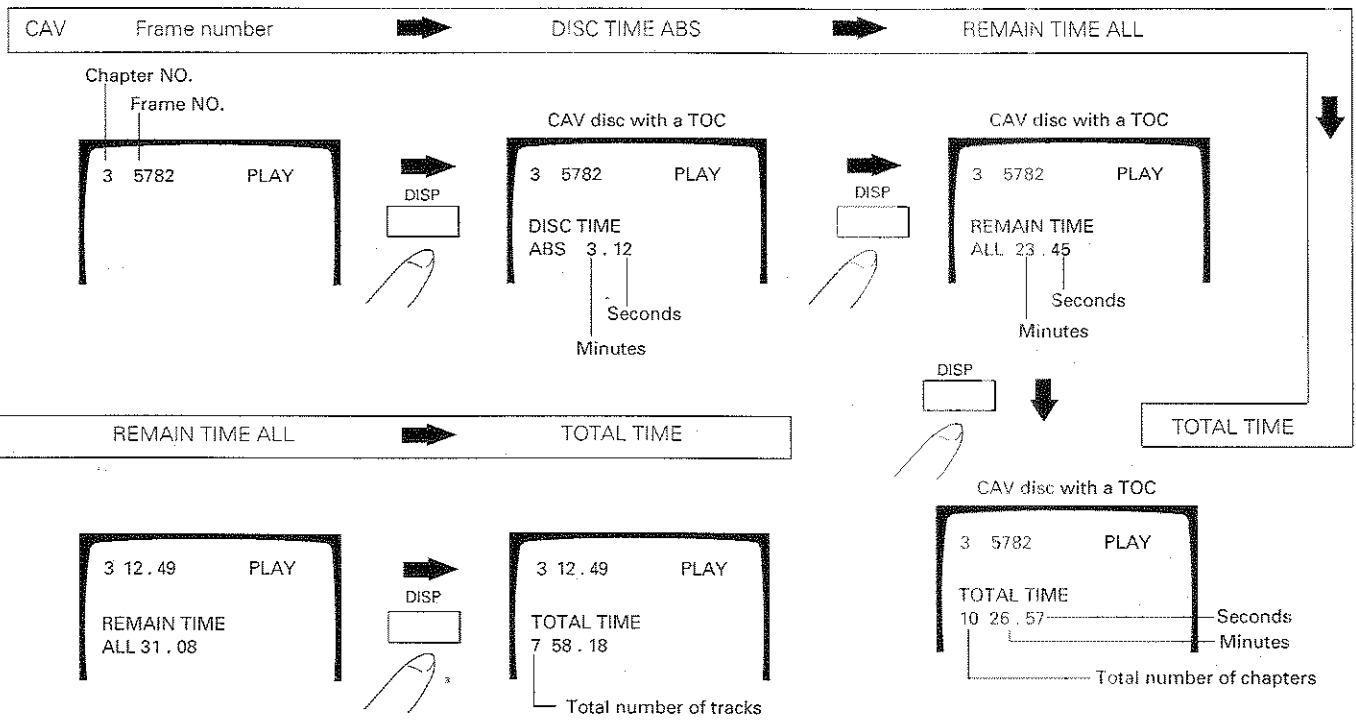 CAV Frame number DISC TIME ABS REMAIN TIME ALL
Chapter NO.
Frame NO.
3 5782 PLAY
DISP
CAV disc with a TOC
3 5782 PLAY
DISC TIME
ABS 3 . 12
Seconds
Minutes
DISP
CAV disc with a TOC
3 5782 PLAY
REMAIN TIME
ALL 23 . 45
Seconds
Minutes
DISP
TOTAL TIME
CAV disc with a TOC
3 5782 PLAY
TOTAL TIME
10 26 . 57
Seconds
Minutes
Total number of chapters
REMAIN TIME ALL TOTAL TIME
3 12 . 49 PLAY
REMAIN TIME
ALL 31 . 08
DISP
3 12 . 49 PLAY
TOTAL TIME
7 58 . 18
Total number of tracks